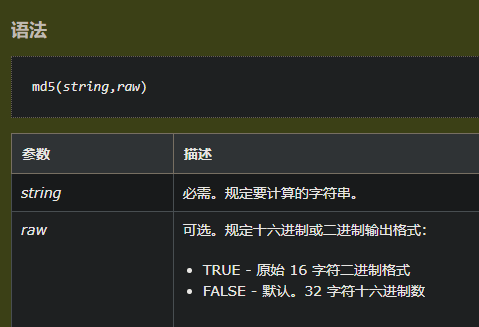 语法
md5(string,raw)
参数 描述
string 必需。规定要计算的字符串。
raw 可选。规定十六进制或二进制输出格式：
• TRUE - 原始 16 字符二进制格式
• FALSE - 默认。32 字符十六进制数